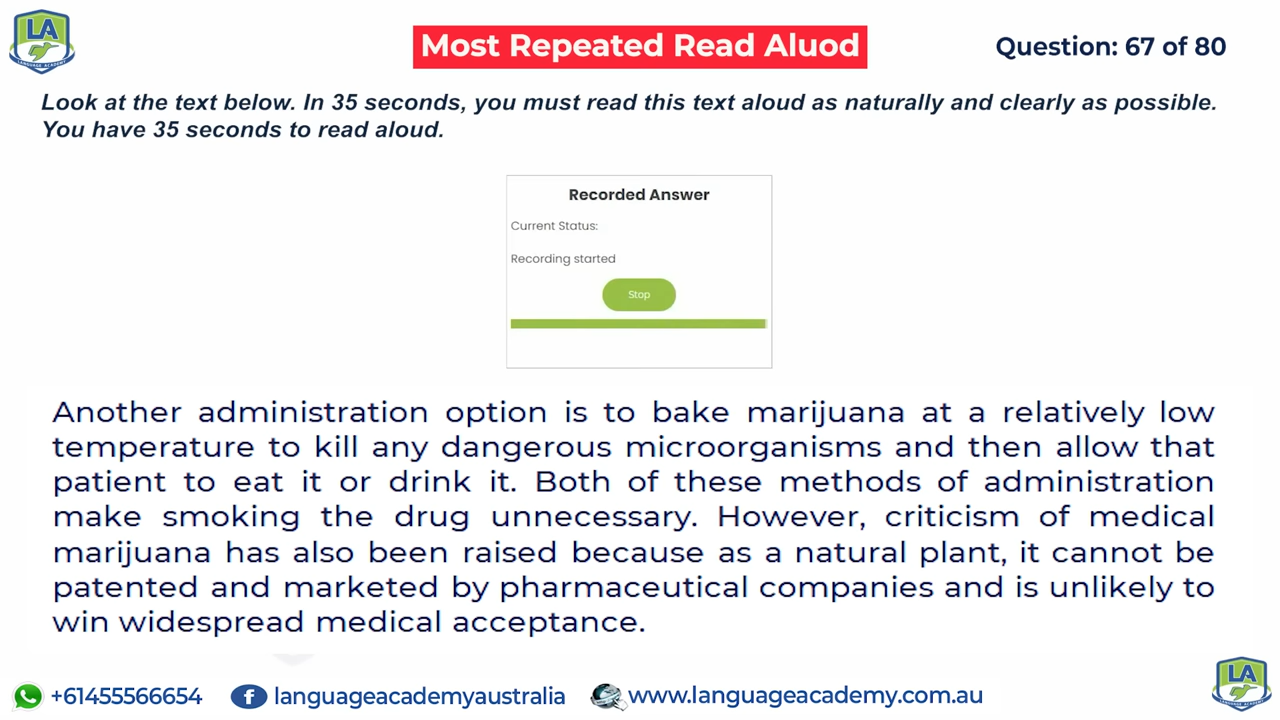 LA
LANGUAGE ACADEMY
Most Repeated Read Aluod
Question: 67 of 80
Look at the text below. In 35 seconds, you must read this text aloud as naturally and clearly as possible.
You have 35 seconds to read aloud.
Recorded Answer
Current Status:
Recording started
Stop
Another administration option is to bake marijuana at a relatively low
temperature to kill any dangerous microorganisms and then allow that
patient to eat it or drink it. Both of these methods of administration
make smoking the drug unnecessary. However, criticism of medical
marijuana has also been raised because as a natural plant, it cannot be
patented and marketed by pharmaceutical companies and is unlikely to
win widespread medical acceptance.
+61455566654
languageacademyaustralia
www.languageacademy.com.au
LA
LANGUAGE ACADEMY